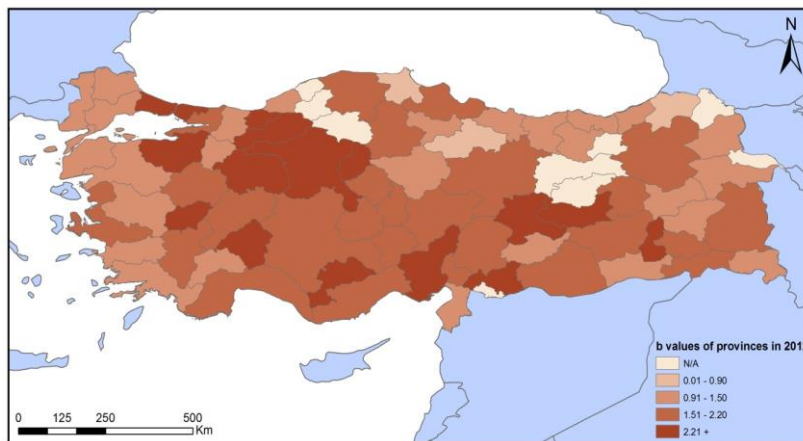 N
b values of provinces in 201
N/A
0.01 - 0.90
0.91 - 1.50
1.51 - 2.20
2.21 +
0 125 250 500
Km